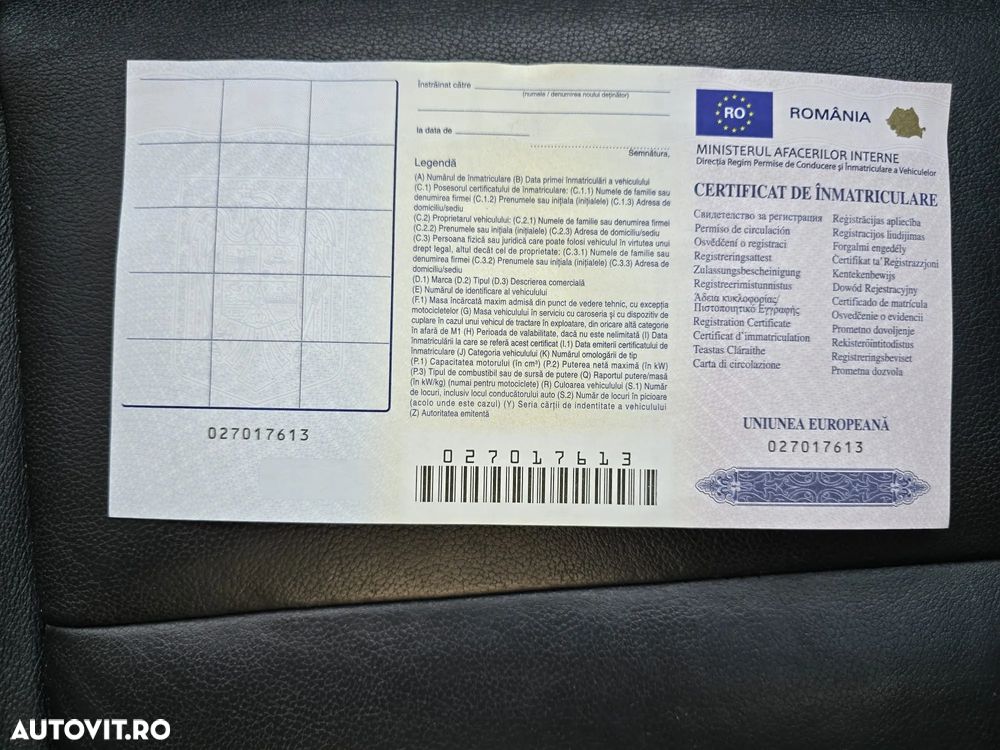 027017613
Înstrăinat către
(numele / denumirea noului deținător)
la data de
Semnătura,
Legendă
(A) Numărul de înmatriculare (B) Data primei înmatriculări a vehiculului
(C.1) Posesorul certificatului de înmatriculare: (C.1.1) Numele de familie sau
denumirea firmei (C.1.2) Prenumele sau inițiala (inițialele) (C.1.3) Adresa de
domiciliu/sediu
(C.2) Proprietarul vehiculului: (C.2.1) Numele de familie sau denumirea firmei
(C.2.2) Prenumele sau inițiala (inițialele) (C.2.3) Adresa de domiciliu/sediu
(C.3) Persoana fizică sau juridică care poate folosi vehiculul în virtutea unui
drept legal, altul decât cel de proprietate: (C.3.1) Numele de familie sau
denumirea firmei (C.3.2) Prenumele sau inițiala (inițialele) (C.3.3) Adresa de
domiciliu/sediu
(D.1) Marca (D.2) Tipul (D.3) Descrierea comercială
(E) Numărul de identificare al vehiculului
(F.1) Masa încărcată maxim admisă din punct de vedere tehnic, cu excepția
motocicletelor (G) Masa vehiculului în serviciu cu caroseria și cu dispozitiv de
cuplare în cazul unui vehicul de tracțare în exploatare, din oricare altă categorie
în afară de M1 (H) Perioada de valabilitate, dacă nu este nelimitată (I) Data
înmatriculării la care se referă acest certificat (I.1) Data emiterii certificatului de
înmatriculare (J) Categoria vehiculului (K) Numărul omologării de tip
(P.1) Capacitatea motorului (în cm³) (P.2) Puterea netă maximă (în kW)
(P.3) Tipul de combustibil sau de sursă de putere (Q) Raportul putere/masă
(în kW/kg) (numai pentru motociclete) (R) Culoarea vehiculului (S.1) Număr
de locuri, inclusiv locul conducătorului auto (S.2) Număr de locuri în picioare
(acolo unde este cazul) (Y) Seria cărții de indentitate a vehiculului
(Z) Autoritatea emitentă
027017613
RO
ROMÂNIA
MINISTERUL AFACERILOR INTERNE
Direcția Regim Permise de Conducere și Înmatriculare a Vehiculelor
CERTIFICAT DE ÎNMATRICULARE
Свидетелство за регистрация
Permiso de circulación
Osvědčení o registraci
Registreringsattest
Zulassungsbescheinigung
Registreerimistunnistus
Άδεια κυκλοφορίας/
Πιστοποιητικό Εγγραφής
Registration Certificate
Certificat d'immatriculation
Teastas Cláraithe
Carta di circolazione
Reģistrācijas apliecība
Registracijos liudijimas
Forgalmi engedély
Ċertifikat ta' Reġistrazzjoni
Kentekenbewijs
Dowód Rejestracyjny
Certificado de matrícula
Osvedčenie o evidencii
Prometno dovoljenje
Rekisteröintitodistus
Registreringsbeviset
Prometna dozvola
UNIUNEA EUROPEANĂ
027017613
AUTOVIT.RO